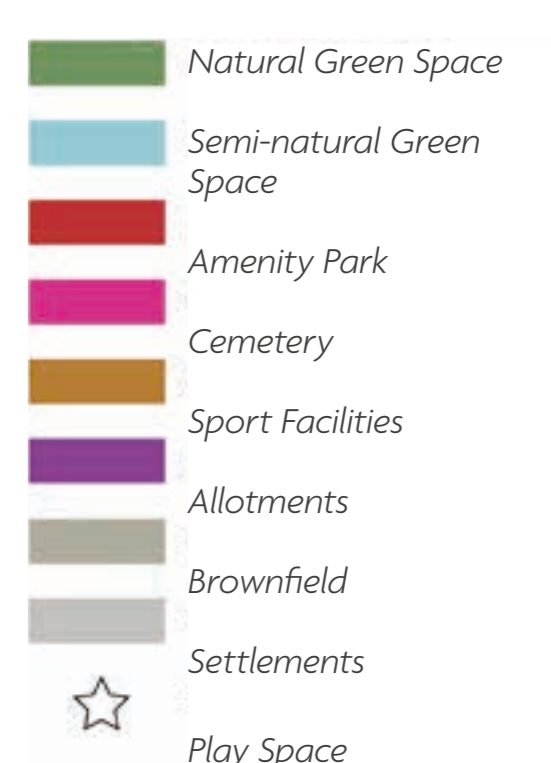 Natural Green Space
Semi-natural Green
Space
Amenity Park
Cemetery
Sport Facilities
Allotments
Brownfield
Settlements
Play Space